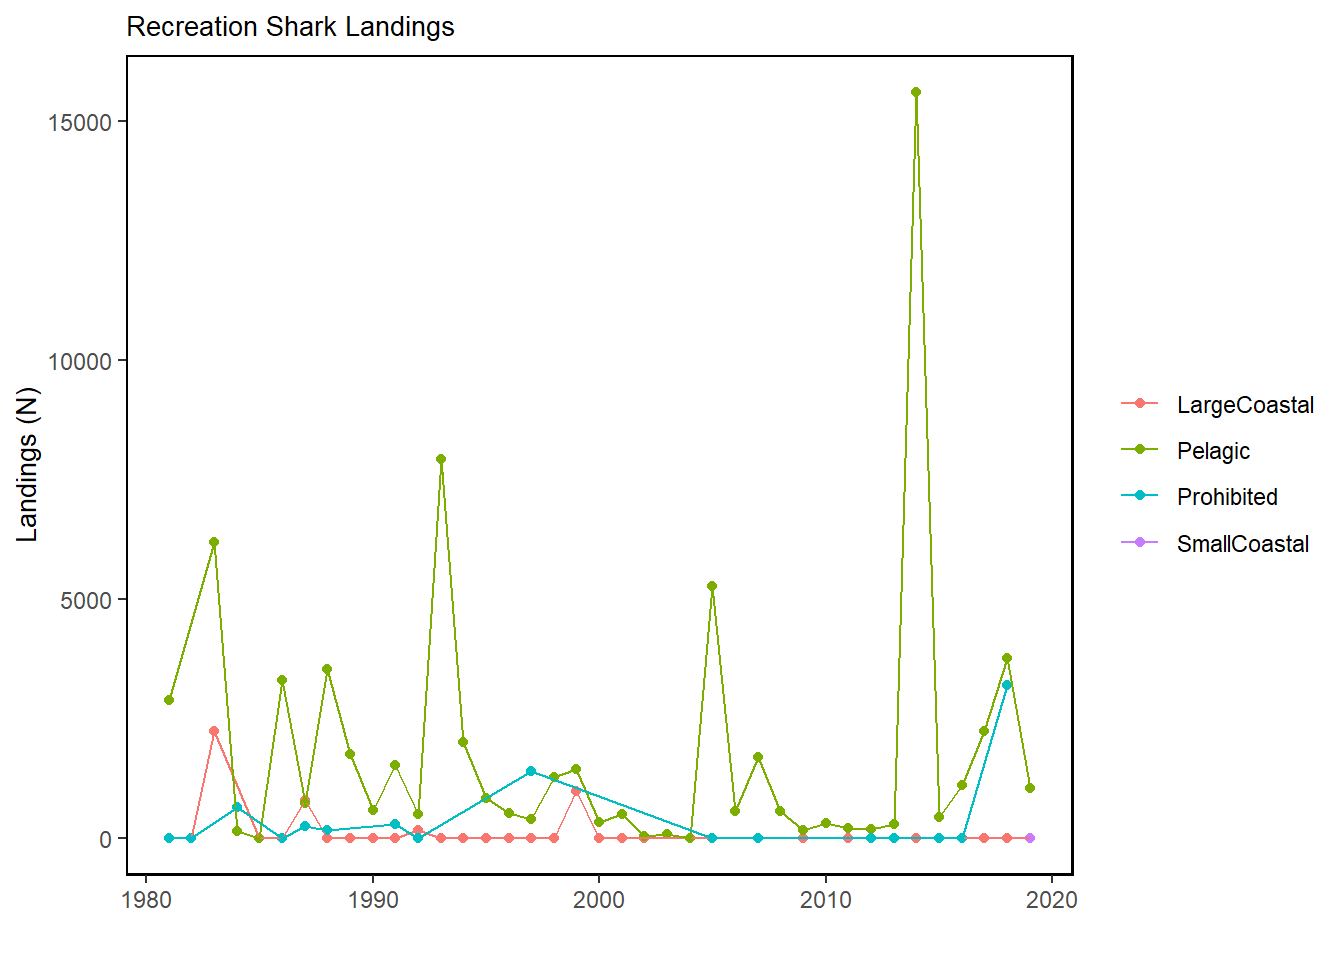 Recreation Shark Landings
Landings (N)
15000
10000
5000
0
1980
1990
2000
2010
2020
LargeCoastal
Pelagic
Prohibited
SmallCoastal